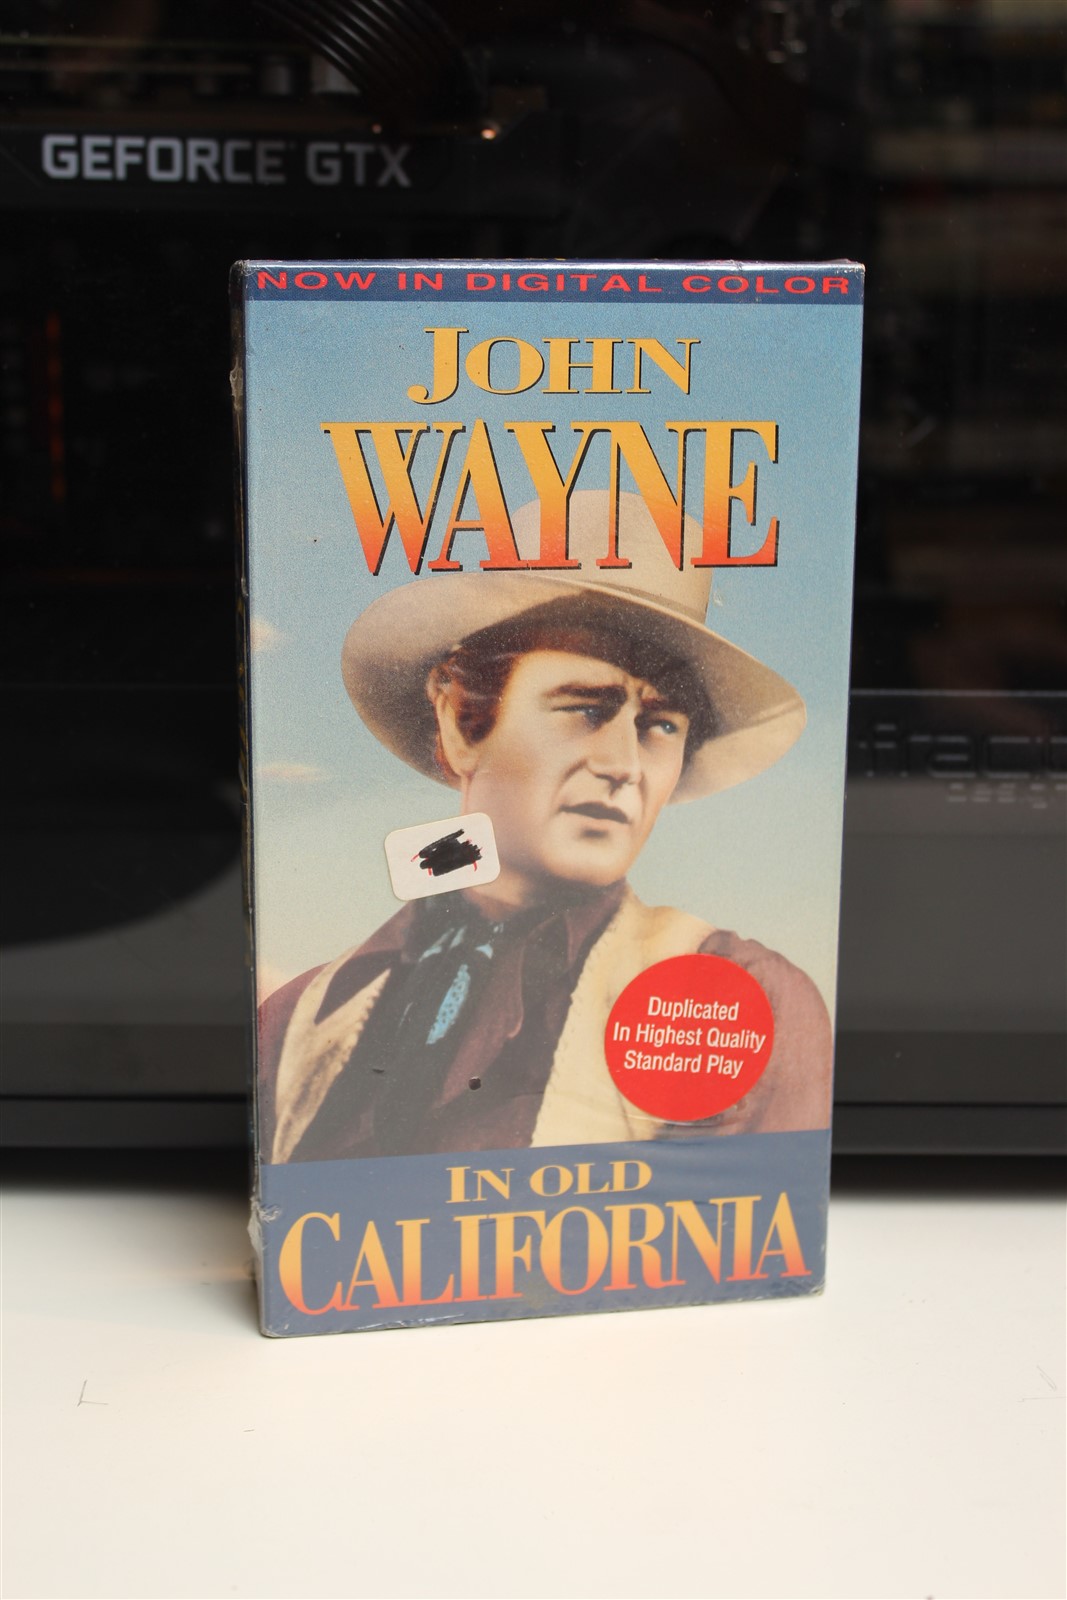 GEFORCE GTX
NOW IN DIGITAL COLOR
JOHN
WAYNE
Duplicated
In Highest Quality
Standard Play
IN OLD
CALIFORNIA